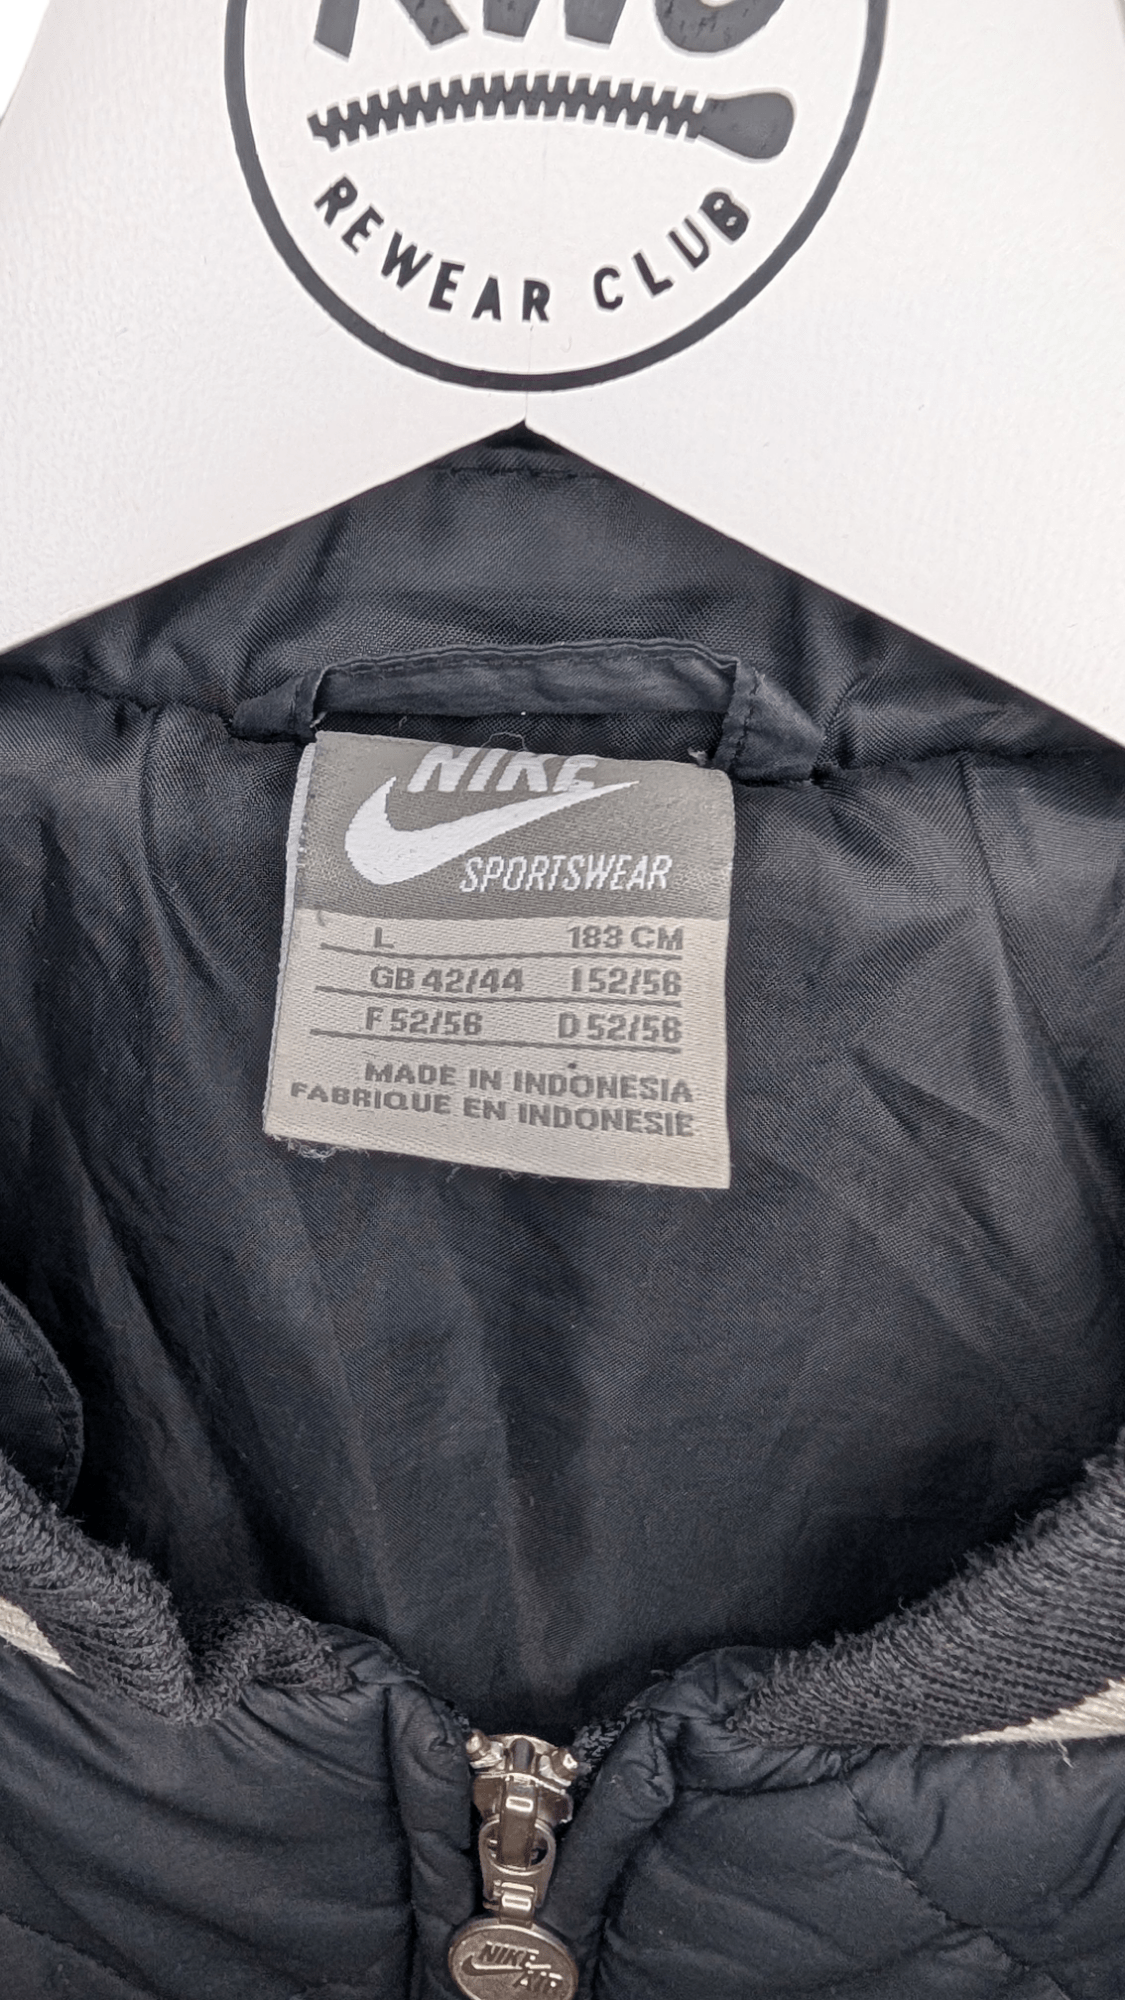 RWC
REWEAR CLUB
NIKE
SPORTSWEAR
L 183 CM
GB 42/44 I 52/56
F 52/56 D 52/56
MADE IN INDONESIA
FABRIQUE EN INDONESIE
NIKE
AIR